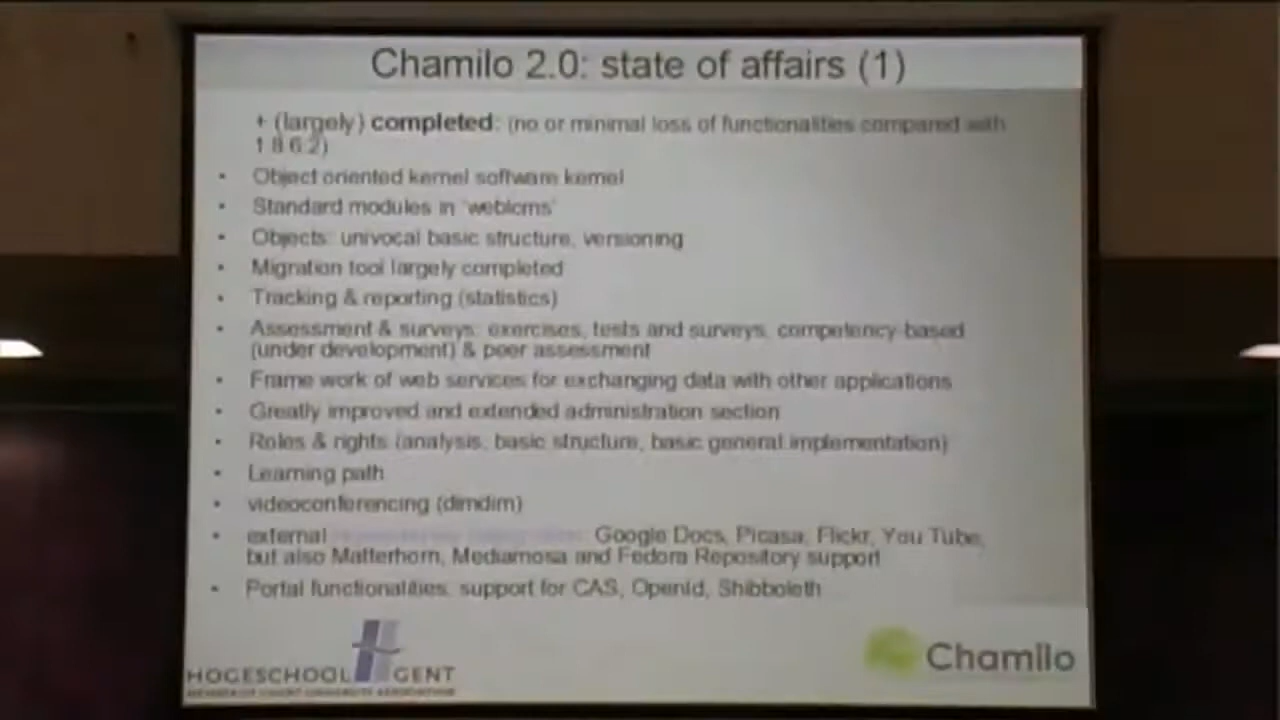 Chamilo 2.0: state of affairs (1)
+ (largely) completed: (no or minimal loss of functionalities compared with
1.8.6.2)
• Object oriented kernel software kernel
• Standard modules in 'weblcms'
• Objects: univocal basic structure, versioning
• Migration tool largely completed
• Tracking & reporting (statistics)
• Assessment & surveys: exercises, tests and surveys, competency-based
(under development) & peer assessment
• Frame work of web services for exchanging data with other applications
• Greatly improved and extended administration section
• Roles & rights (analysis, basic structure, basic general implementation)
• Learning path
• videoconferencing (dimdim)
• external : Google Docs, Picasa, Flickr, You Tube,
but also Matterhorn, Mediamosa and Fedora Repository support
• Portal functionalities: support for CAS, OpenId, Shibboleth
HOGESCHOOL GENT
MEMBER OF GHENT UNIVERSITY ASSOCIATION
Chamilo